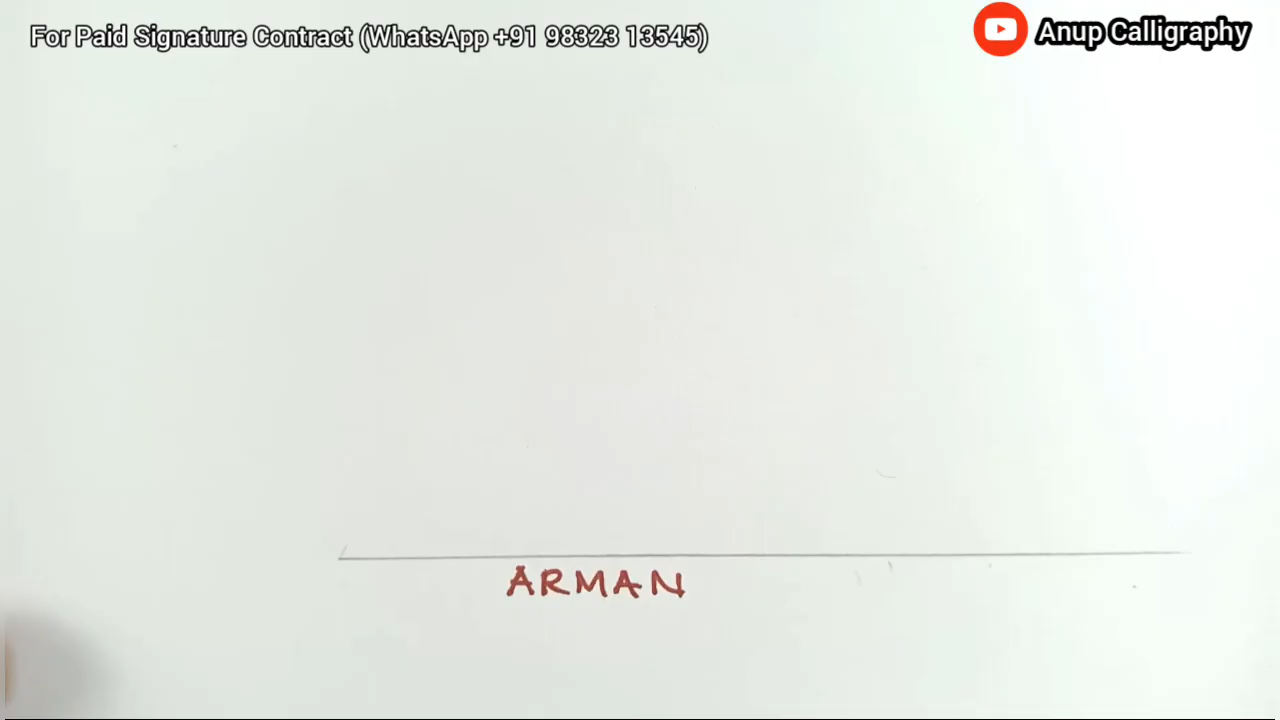 For Paid Signature Contract (WhatsApp +91 98323 13545)
Anup Calligraphy
ARMAN